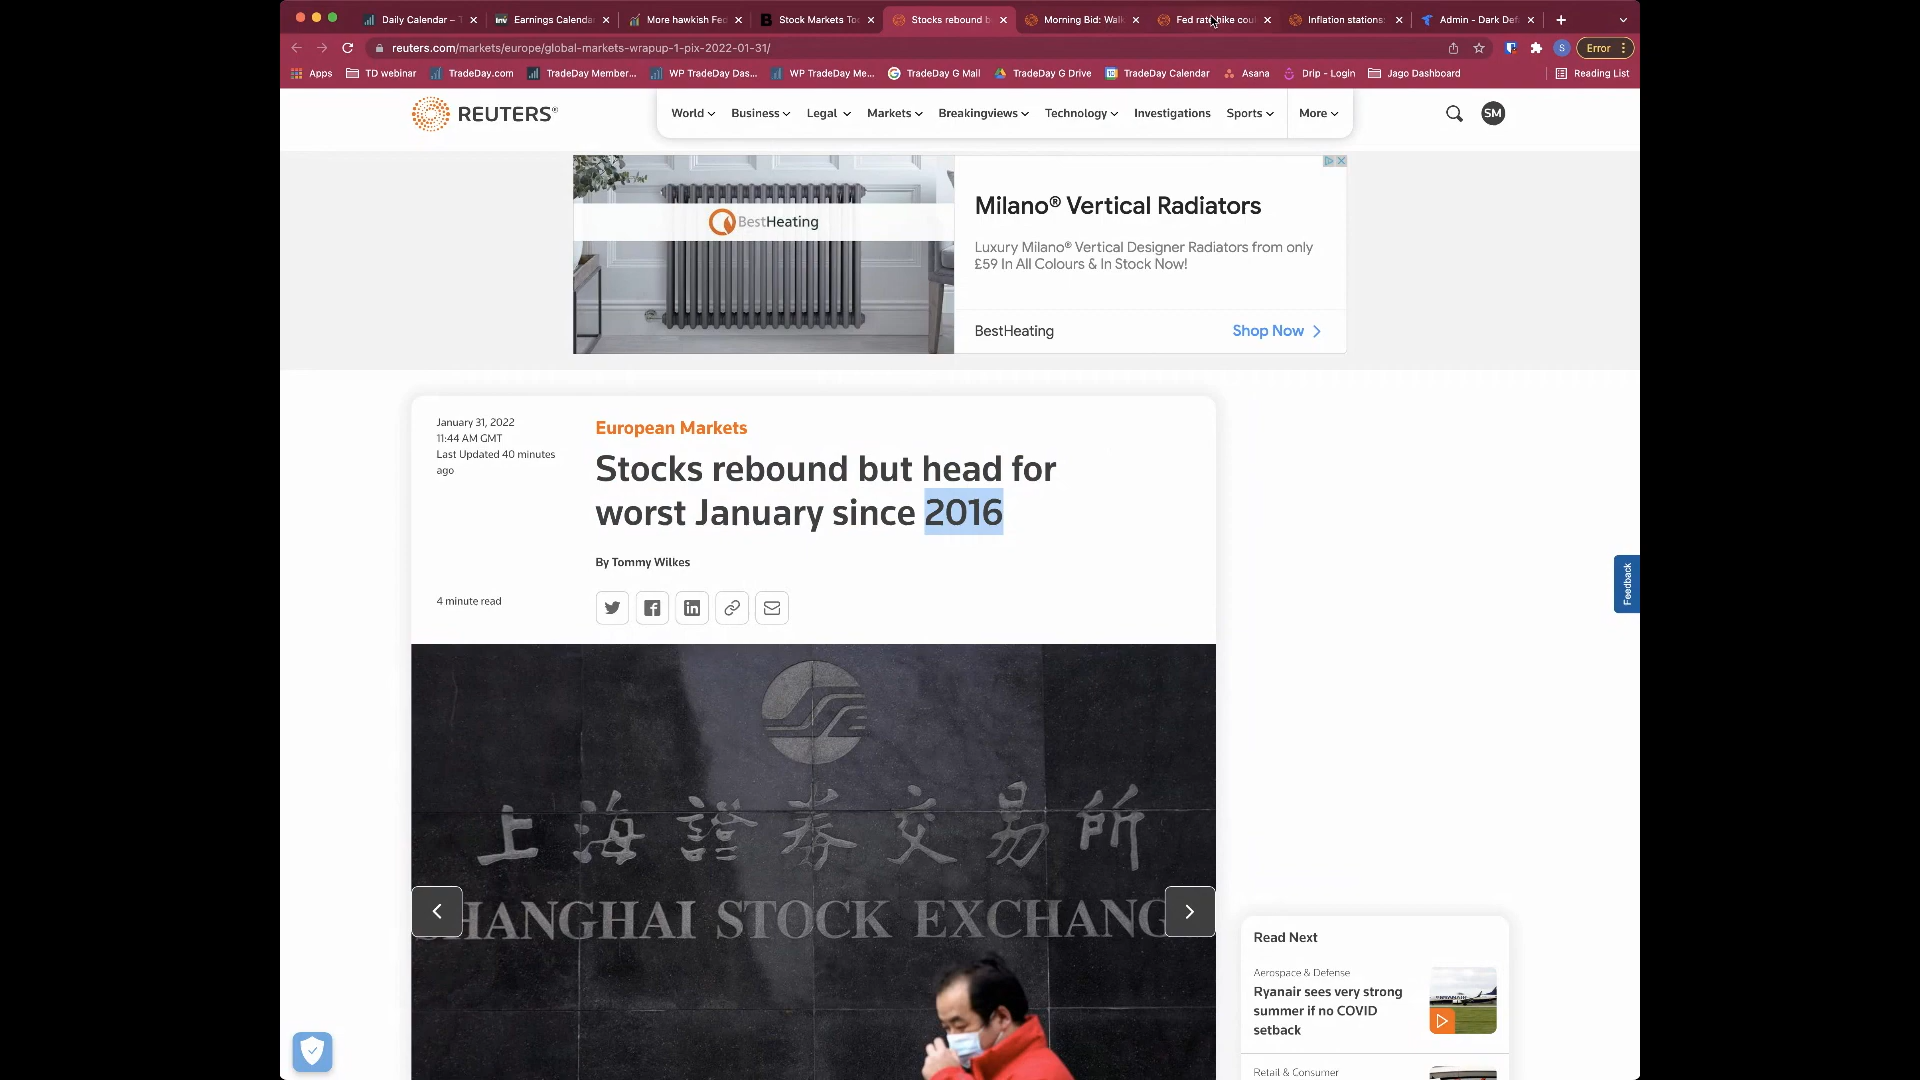 Daily Calendar – T
Earnings Calenda
More hawkish Fed
Stock Markets Too
Stocks rebound b
Morning Bid: Walk
Fed rate hike coul
Inflation stations:
Admin - Dark Def
reuters.com/markets/europe/global-markets-wrapup-1-pix-2022-01-31/
S
Error
Apps
TD webinar
TradeDay.com
TradeDay Member...
WP TradeDay Das...
WP TradeDay Me...
TradeDay G Mail
TradeDay G Drive
TradeDay Calendar
Asana
Drip - Login
Jago Dashboard
Reading List
REUTERS®
World
Business
Legal
Markets
Breakingviews
Technology
Investigations
Sports
More
SM
BestHeating
Milano® Vertical Radiators
Luxury Milano® Vertical Designer Radiators from only
£59 In All Colours & In Stock Now!
BestHeating
Shop Now
January 31, 2022
11:44 AM GMT
Last Updated 40 minutes
ago
European Markets
Stocks rebound but head for
worst January since 2016
By Tommy Wilkes
4 minute read
Feedback
上海證券交易所
SHANGHAI STOCK EXCHANG
Read Next
Aerospace & Defense
Ryanair sees very strong
summer if no COVID
setback
Retail & Consumer